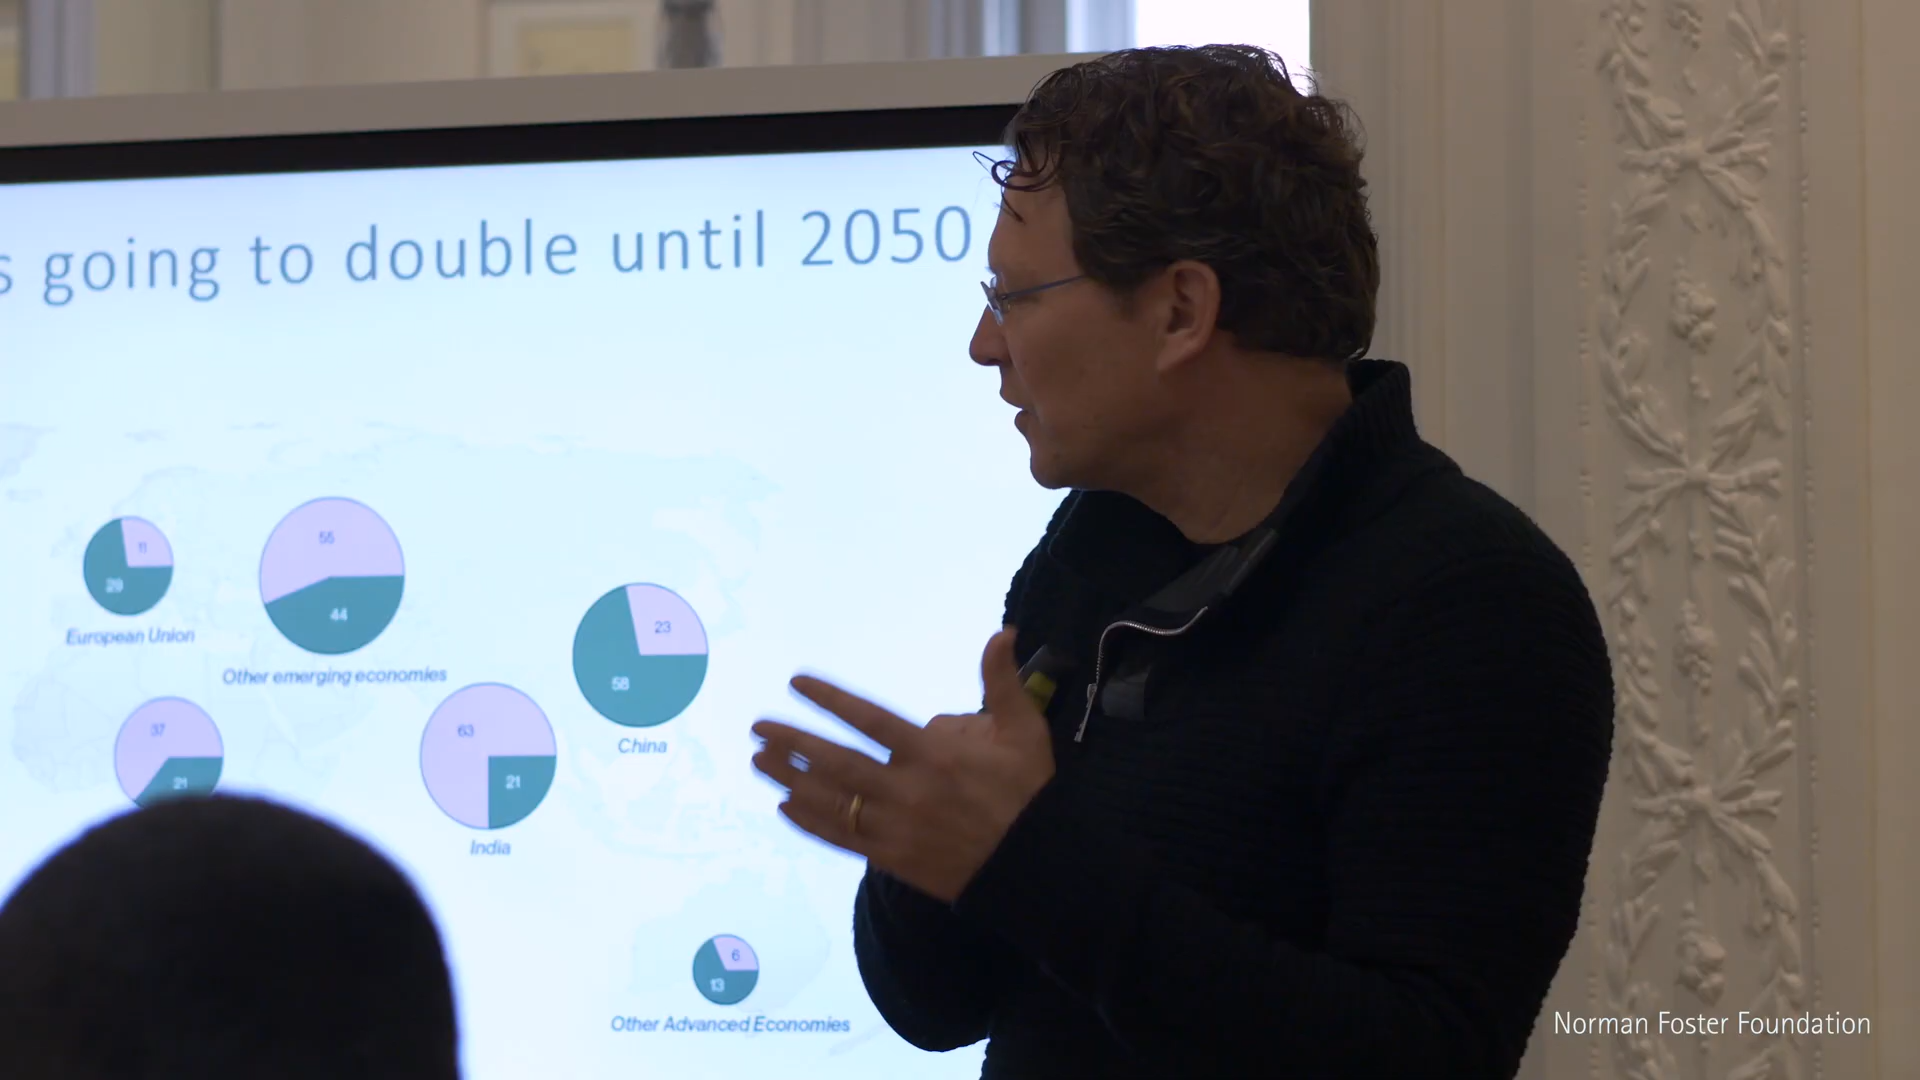 s going to double until 2050
11
29
European Union
55
44
Other emerging economies
23
58
China
37
21
63
21
India
6
13
Other Advanced Economies
Norman Foster Foundation